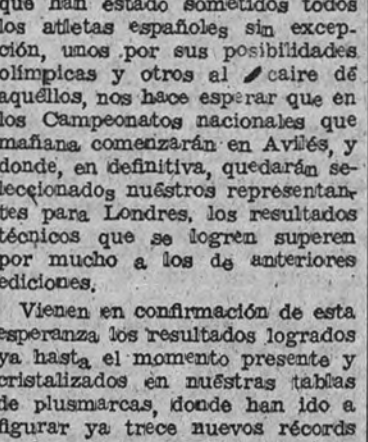 que han estado sometidos todos
los atletas españoles sin excep-
ción, unos por sus posibilidades
olímpicas y otros al caire de
aquéllos, nos hace esperar que en
los Campeonatos nacionales que
mañana comenzarán en Avilés, y
donde, en definitiva, quedarán se-
leccionados nuestros representan-
tes para Londres, los resultados
técnicos que se logren superen
por mucho a los de anteriores
ediciones.
Vienen en confirmación de esta
esperanza los resultados logrados
ya hasta el momento presente y
cristalizados en nuestras tablas
de plusmarcas, donde han ido a
figurar ya trece nuevos récords